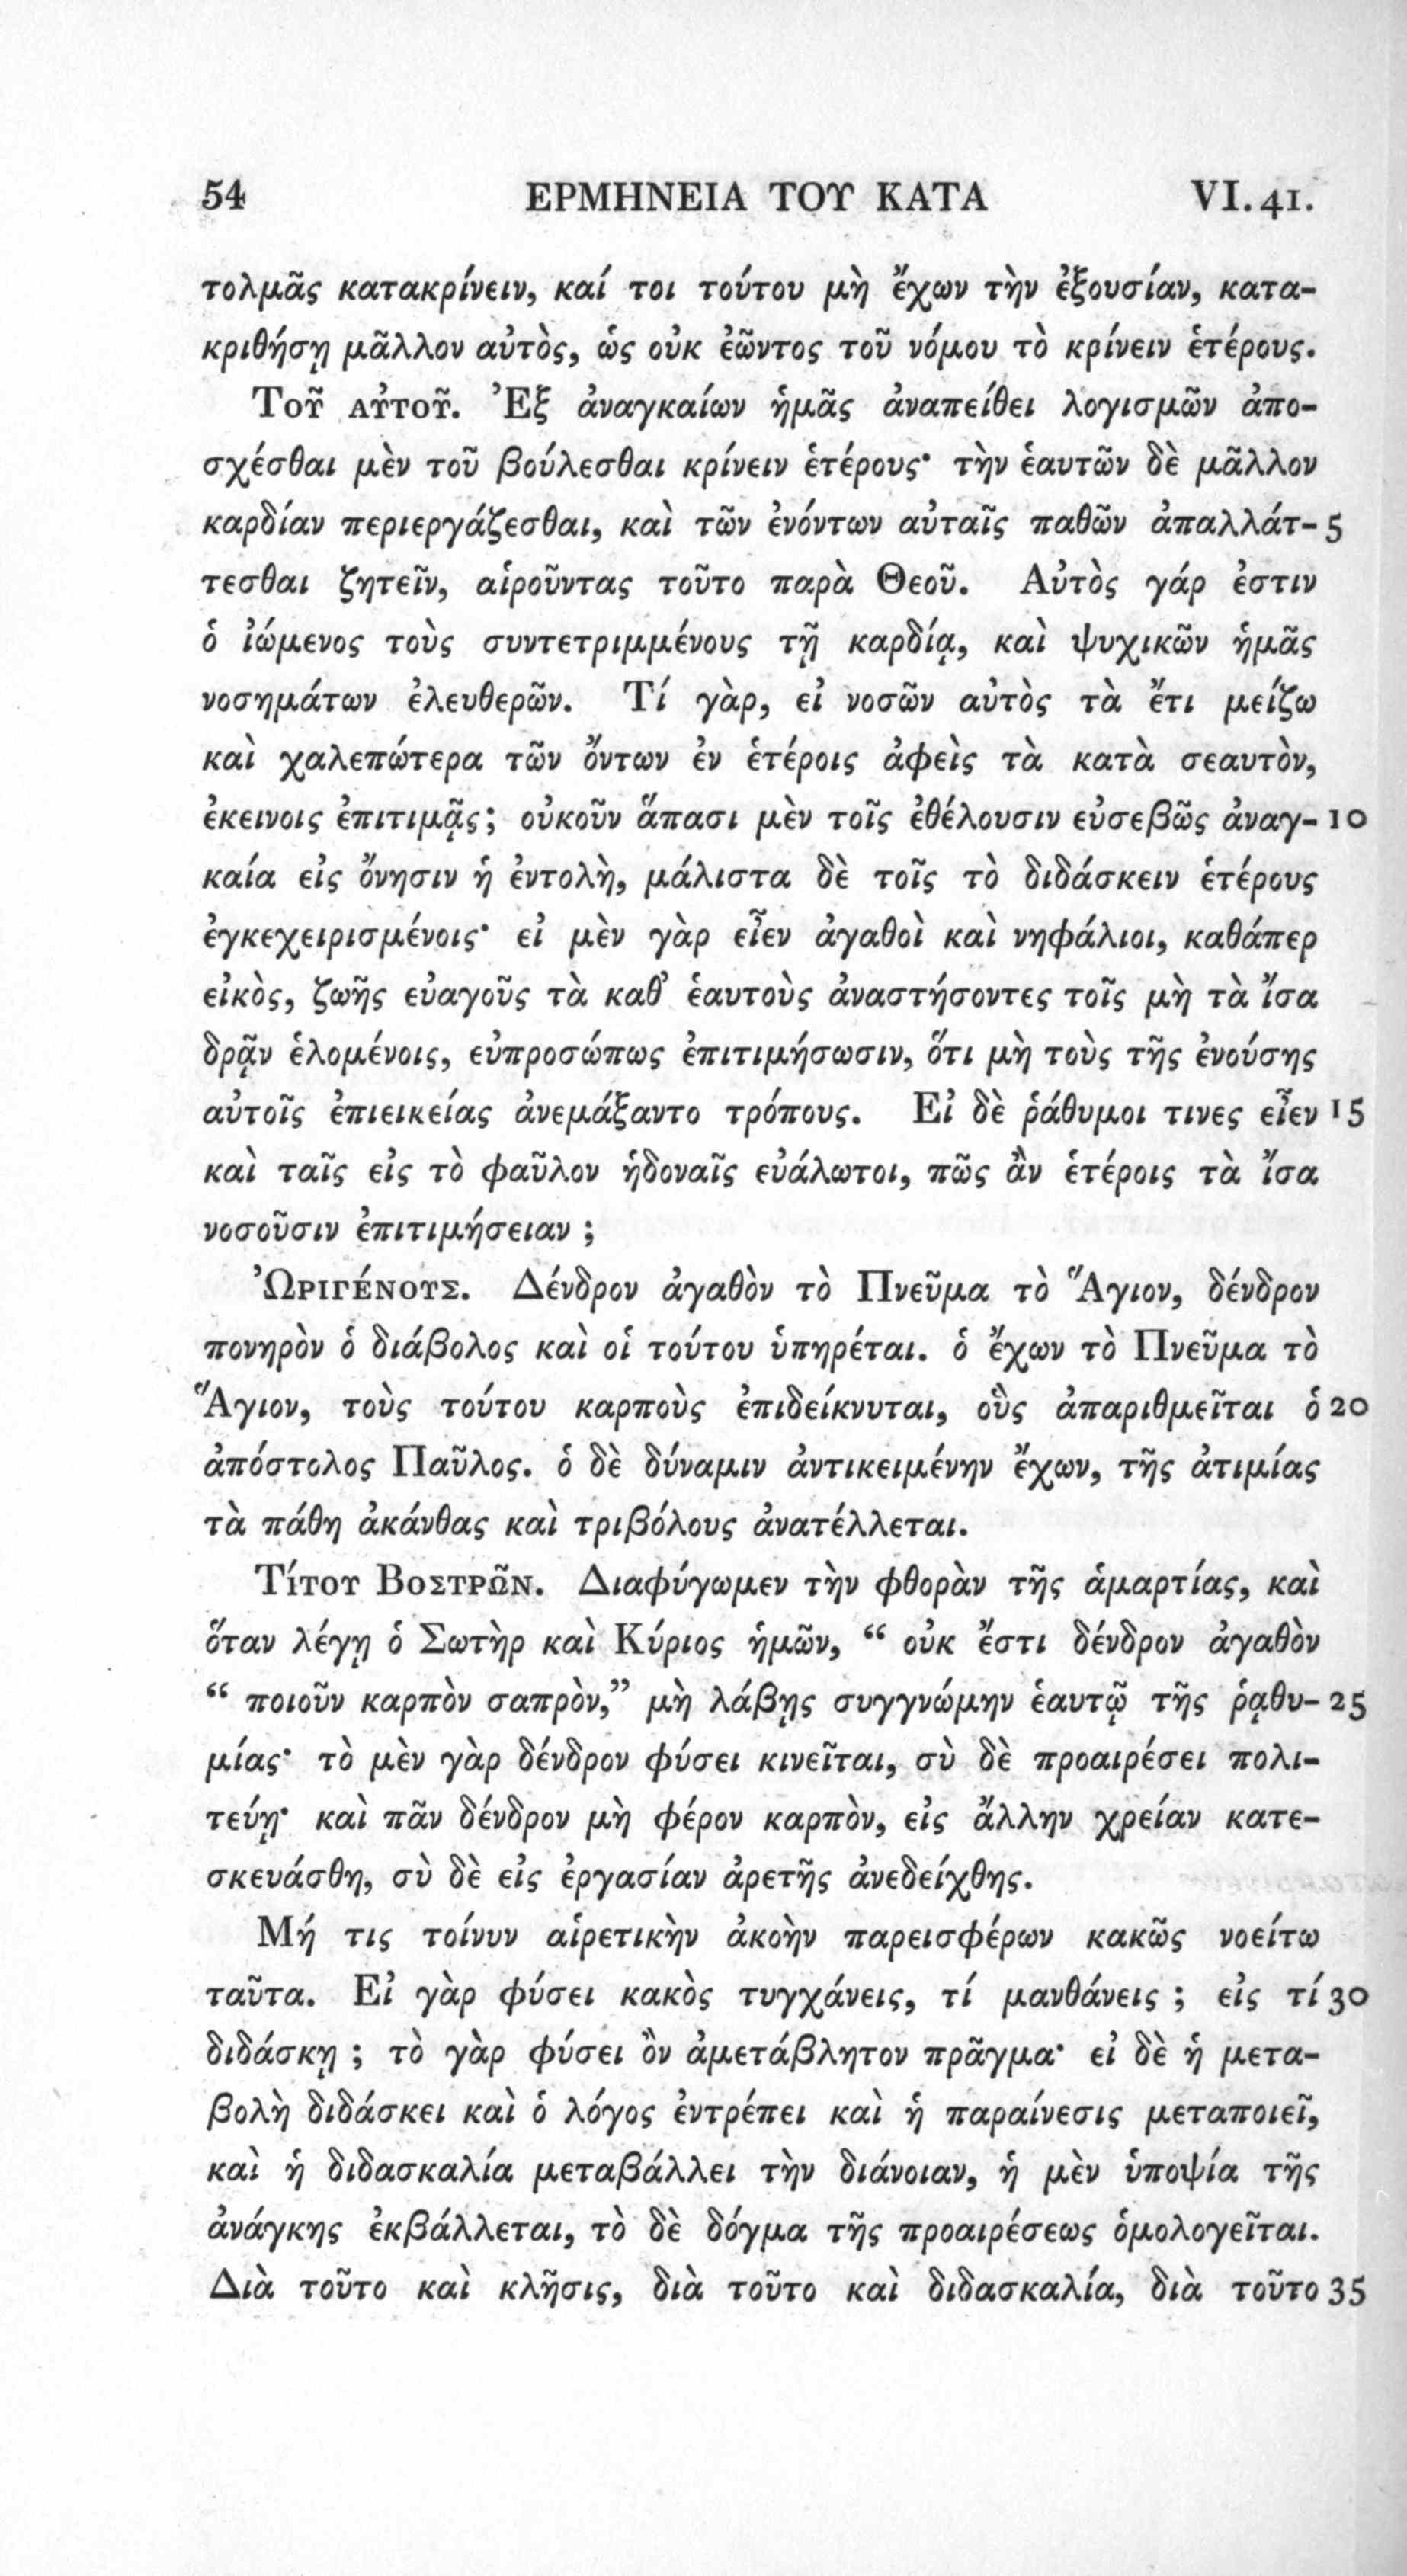 54 ΕΡΜΗΝΕΙΑ ΤΟΥ ΚΑΤΑ VI. 41.
τολμᾶς κατακρίνειν, καί τοι τούτου μὴ ἔχων τὴν ἐξουσίαν, κατα-
κριθήσῃ μᾶλλον αὐτὸς, ὡς οὐκ ἐῶντος τοῦ νόμου τὸ κρίνειν ἑτέρους.
Τοῦ αὐτοῦ. Ἐξ ἀναγκαίων ἡμᾶς ἀναπείθει λογισμῶν ἀπο-
σχέσθαι μὲν τοῦ βούλεσθαι κρίνειν ἑτέρους· τὴν ἑαυτῶν δὲ μᾶλλον
καρδίαν περιεργάζεσθαι, καὶ τῶν ἐνόντων αὐταῖς παθῶν ἀπαλλάτ- 5
τεσθαι ζητεῖν, αἱροῦντας τοῦτο παρὰ Θεοῦ. Αὐτὸς γάρ ἐστιν
ὁ ἰώμενος τοὺς συντετριμμένους τῇ καρδίᾳ, καὶ ψυχικῶν ἡμᾶς
νοσημάτων ἐλευθερῶν. Τί γὰρ, εἰ νοσῶν αὐτὸς τὰ ἔτι μείζω
καὶ χαλεπώτερα τῶν ὄντων ἐν ἑτέροις ἀφεὶς τὰ κατὰ σεαυτὸν,
ἐκεινοις ἐπιτιμᾷς; οὐκοῦν ἅπασι μὲν τοῖς ἐθέλουσιν εὐσεβῶς ἀναγ- 10
καία εἰς ὄνησιν ἡ ἐντολὴ, μάλιστα δὲ τοῖς τὸ διδάσκειν ἑτέρους
ἐγκεχειρισμένοις· εἰ μὲν γὰρ εἶεν ἀγαθοὶ καὶ νηφάλιοι, καθάπερ
εἰκὸς, ζωῆς εὐαγοῦς τὰ καθ’ ἑαυτοὺς ἀναστήσοντες τοῖς μὴ τὰ ἴσα
δρᾷν ἑλομένοις, εὐπροσώπως ἐπιτιμήσωσιν, ὅτι μὴ τοὺς τῆς ἐνούσης
αὐτοῖς ἐπιεικείας ἀνεμάξαντο τρόπους. Εἰ δὲ ῥάθυμοι τινες εἶεν 15
καὶ ταῖς εἰς τὸ φαῦλον ἡδοναῖς εὐάλωτοι, πῶς ἂν ἑτέροις τὰ ἴσα
νοσοῦσιν ἐπιτιμήσειαν ;
Ὠριγένους. Δένδρον ἀγαθὸν τὸ Πνεῦμα τὸ Ἅγιον, δένδρον
πονηρὸν ὁ διάβολος καὶ οἱ τούτου ὑπηρέται. ὁ ἔχων τὸ Πνεῦμα τὸ
Ἅγιον, τοὺς τούτου καρποὺς ἐπιδείκνυται, οὓς ἀπαριθμεῖται ὁ 20
ἀπόστολος Παῦλος. ὁ δὲ δύναμιν ἀντικειμένην ἔχων, τῆς ἀτιμίας
τὰ πάθη ἀκάνθας καὶ τριβόλους ἀνατέλλεται.
Τίτου Βοστρῶν. Διαφύγωμεν τὴν φθορὰν τῆς ἁμαρτίας, καὶ
ὅταν λέγῃ ὁ Σωτὴρ καὶ Κύριος ἡμῶν, “ οὐκ ἔστι δένδρον ἀγαθὸν
“ ποιοῦν καρπὸν σαπρὸν,” μὴ λάβῃς συγγνώμην ἑαυτῷ τῆς ῥᾳθυ- 25
μίας· τὸ μὲν γὰρ δένδρον φύσει κινεῖται, σὺ δὲ προαιρέσει πολι-
τεύῃ· καὶ πᾶν δένδρον μὴ φέρον καρπὸν, εἰς ἄλλην χρείαν κατε-
σκευάσθη, σὺ δὲ εἰς ἐργασίαν ἀρετῆς ἀνεδείχθης.
Μή τις τοίνυν αἱρετικὴν ἀκοὴν παρεισφέρων κακῶς νοείτω
ταῦτα. Εἰ γὰρ φύσει κακὸς τυγχάνεις, τί μανθάνεις ; εἰς τί 30
διδάσκῃ ; τὸ γὰρ φύσει ὂν ἀμετάβλητον πρᾶγμα· εἰ δὲ ἡ μετα-
βολὴ διδάσκει καὶ ὁ λόγος ἐντρέπει καὶ ἡ παραίνεσις μεταποιεῖ,
καὶ ἡ διδασκαλία μεταβάλλει τὴν διάνοιαν, ἡ μὲν ὑποψία τῆς
ἀνάγκης ἐκβάλλεται, τὸ δὲ δόγμα τῆς προαιρέσεως ὁμολογεῖται.
Διὰ τοῦτο καὶ κλῆσις, διὰ τοῦτο καὶ διδασκαλία, διὰ τοῦτο 35